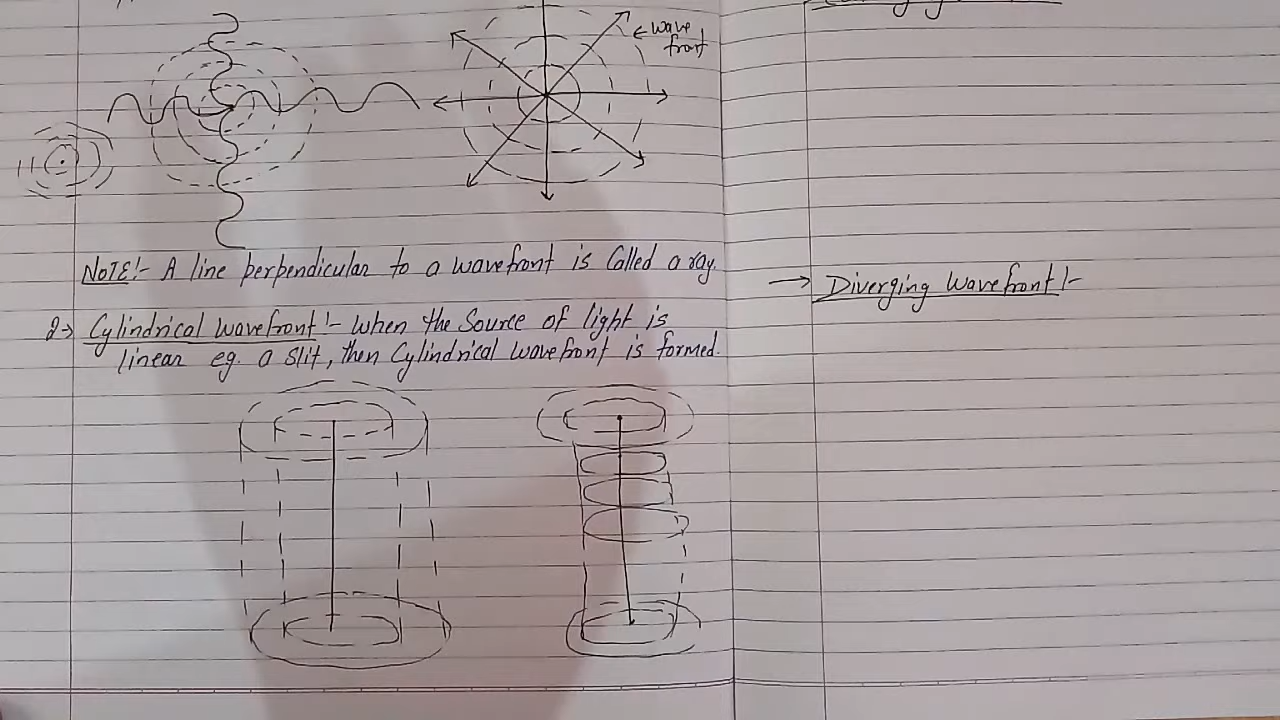 ← wave
front
NOTE!- A line perpendicular to a wavefront is Called a ray.
2→ Cylindrical wavefront!- When the Source of light is
linear eg. a slit, then Cylindrical wavefront is formed.
→ Diverging Wavefront!-